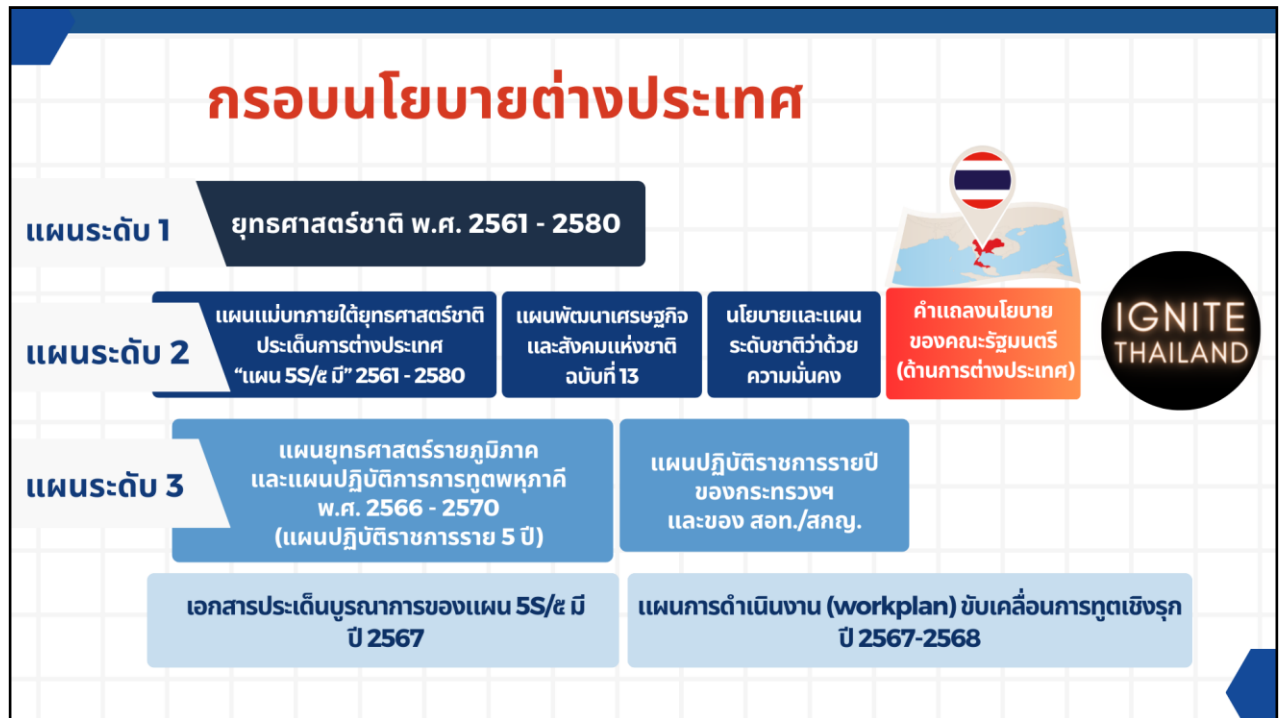 กรอบนโยบายต่างประเทศ
แผนระดับ 1
ยุทธศาสตร์ชาติ พ.ศ. 2561 - 2580
แผนระดับ 2
แผนแม่บทภายใต้ยุทธศาสตร์ชาติ
ประเด็นการต่างประเทศ
“แผน 5S/๕ มี” 2561 - 2580
แผนพัฒนาเศรษฐกิจ
และสังคมแห่งชาติ
ฉบับที่ 13
นโยบายและแผน
ระดับชาติว่าด้วย
ความมั่นคง
คำแถลงนโยบาย
ของคณะรัฐมนตรี
(ด้านการต่างประเทศ)
IGNITE
THAILAND
แผนระดับ 3
แผนยุทธศาสตร์รายภูมิภาค
และแผนปฏิบัติการการทูตพหุภาคี
พ.ศ. 2566 - 2570
(แผนปฏิบัติราชการราย 5 ปี)
แผนปฏิบัติราชการรายปี
ของกระทรวงฯ
และของ สอท./สกญ.
เอกสารประเด็นบูรณาการของแผน 5S/๕ มี
ปี 2567
แผนการดำเนินงาน (workplan) ขับเคลื่อนการทูตเชิงรุก
ปี 2567-2568